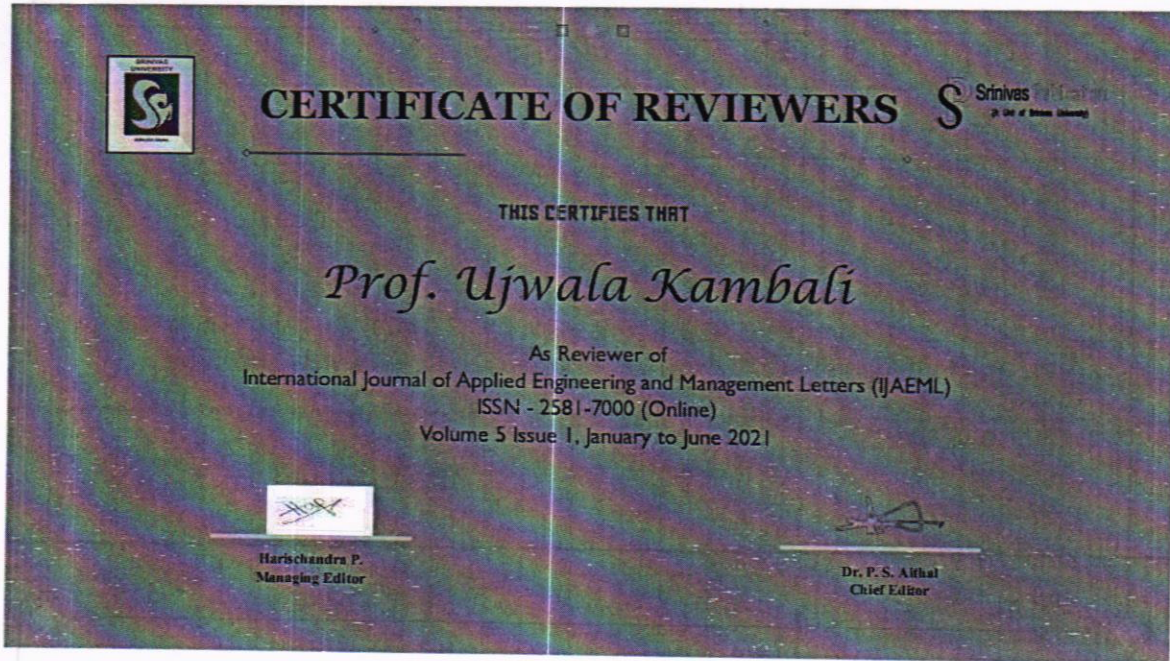 SRINIVAS
UNIVERSITY
CERTIFICATE OF REVIEWERS
Srinivas
THIS CERTIFIES THAT
Prof. Ujwala Kambali
As Reviewer of
International Journal of Applied Engineering and Management Letters (IJAEML)
ISSN - 2581-7000 (Online)
Volume 5 Issue 1, January to June 2021
Harischandra P.
Managing Editor
Dr. P. S. Aithal
Chief Editor